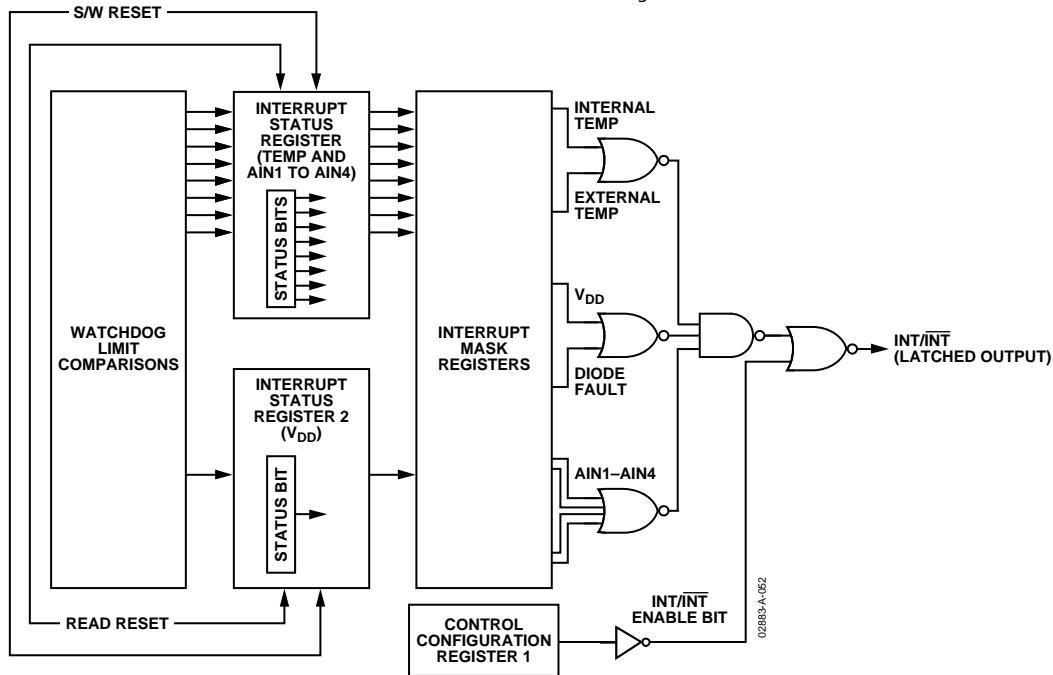 S/W RESET
INTERRUPT
STATUS
REGISTER
(TEMP AND
AIN1 TO AIN4)
STATUS BITS
INTERNAL
TEMP
EXTERNAL
TEMP
WATCHDOG
LIMIT
COMPARISONS
INTERRUPT
MASK
REGISTERS
VDD
DIODE
FAULT
INT/INT
(LATCHED OUTPUT)
INTERRUPT
STATUS
REGISTER 2
(VDD)
STATUS BIT
AIN1–AIN4
READ RESET
CONTROL
CONFIGURATION
REGISTER 1
INT/INT
ENABLE BIT
02883-A-052